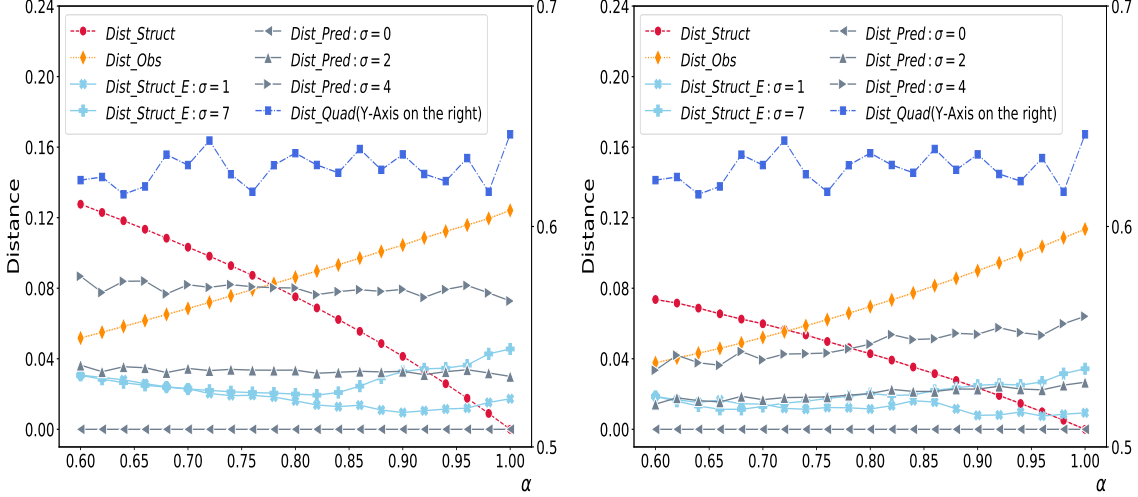 0.24
0.20
0.16
0.12
0.08
0.04
0.00
Distance
0.7
0.6
0.5
Dist_Struct
Dist_Obs
Dist_Struct_E: σ = 1
Dist_Struct_E: σ = 7
Dist_Pred: σ = 0
Dist_Pred: σ = 2
Dist_Pred: σ = 4
Dist_Quad(Y-Axis on the right)
0.60 0.65 0.70 0.75 0.80 0.85 0.90 0.95 1.00
α
0.24
0.20
0.16
0.12
0.08
0.04
0.00
Distance
0.7
0.6
0.5
Dist_Struct
Dist_Obs
Dist_Struct_E: σ = 1
Dist_Struct_E: σ = 7
Dist_Pred: σ = 0
Dist_Pred: σ = 2
Dist_Pred: σ = 4
Dist_Quad(Y-Axis on the right)
0.60 0.65 0.70 0.75 0.80 0.85 0.90 0.95 1.00
α